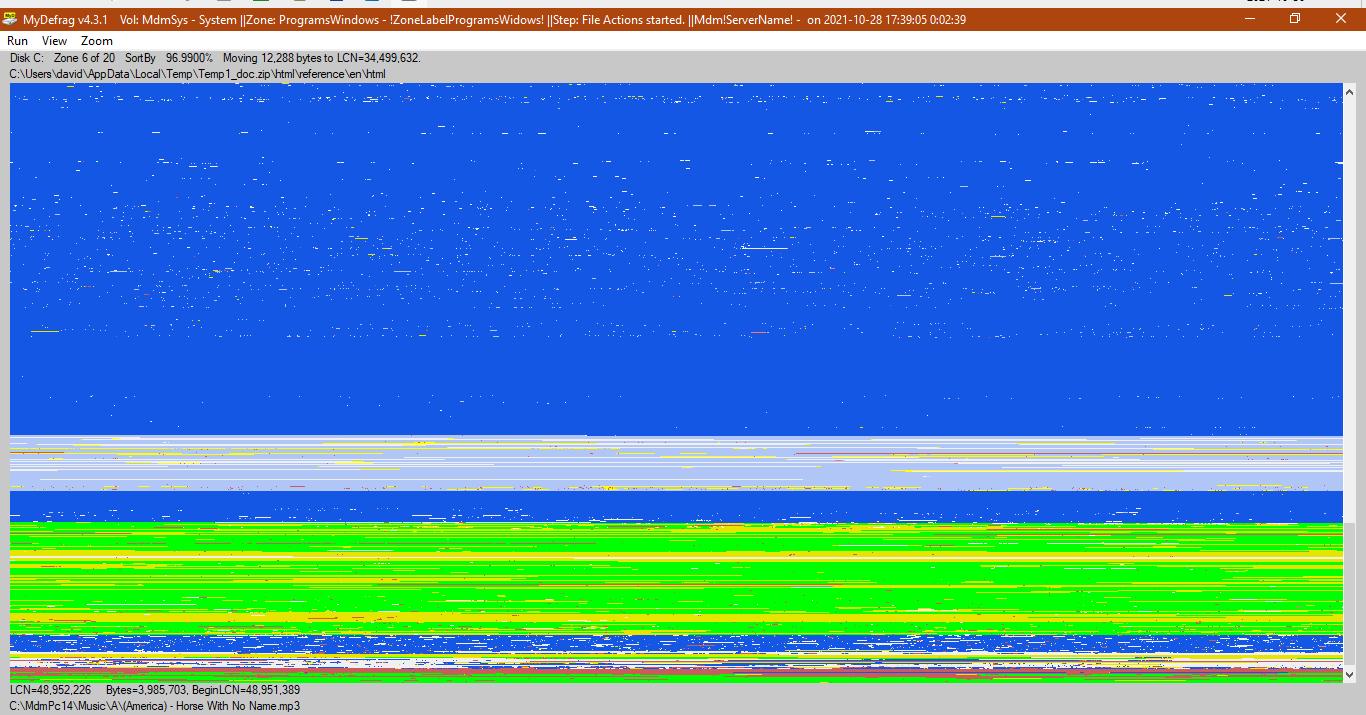 MyDefrag v4.3.1 Vol: MdmSys - System ||Zone: ProgramsWindows - !ZoneLabelProgramsWidows! ||Step: File Actions started. ||Mdm!ServerName! - on 2021-10-28 17:39:05 0:02:39
Run View Zoom
Disk C: Zone 6 of 20 SortBy 96.9900% Moving 12,288 bytes to LCN=34,499,632.
C:\Users\david\AppData\Local\Temp\Temp1_doc.zip\html\reference\en\html
LCN=48,952,226 Bytes=3,985,703, BeginLCN=48,951,389
C:\MdmPc14\Music\A\(America) - Horse With No Name.mp3